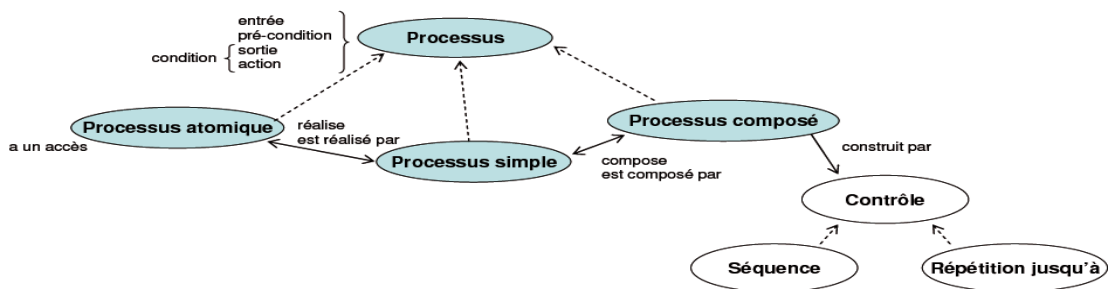 entrée
pré-condition
condition
sortie
action
Processus
Processus atomique
a un accès
réalise
est réalisé par
Processus simple
compose
est composé par
Processus composé
construit par
Contrôle
Séquence
Répétition jusqu'à